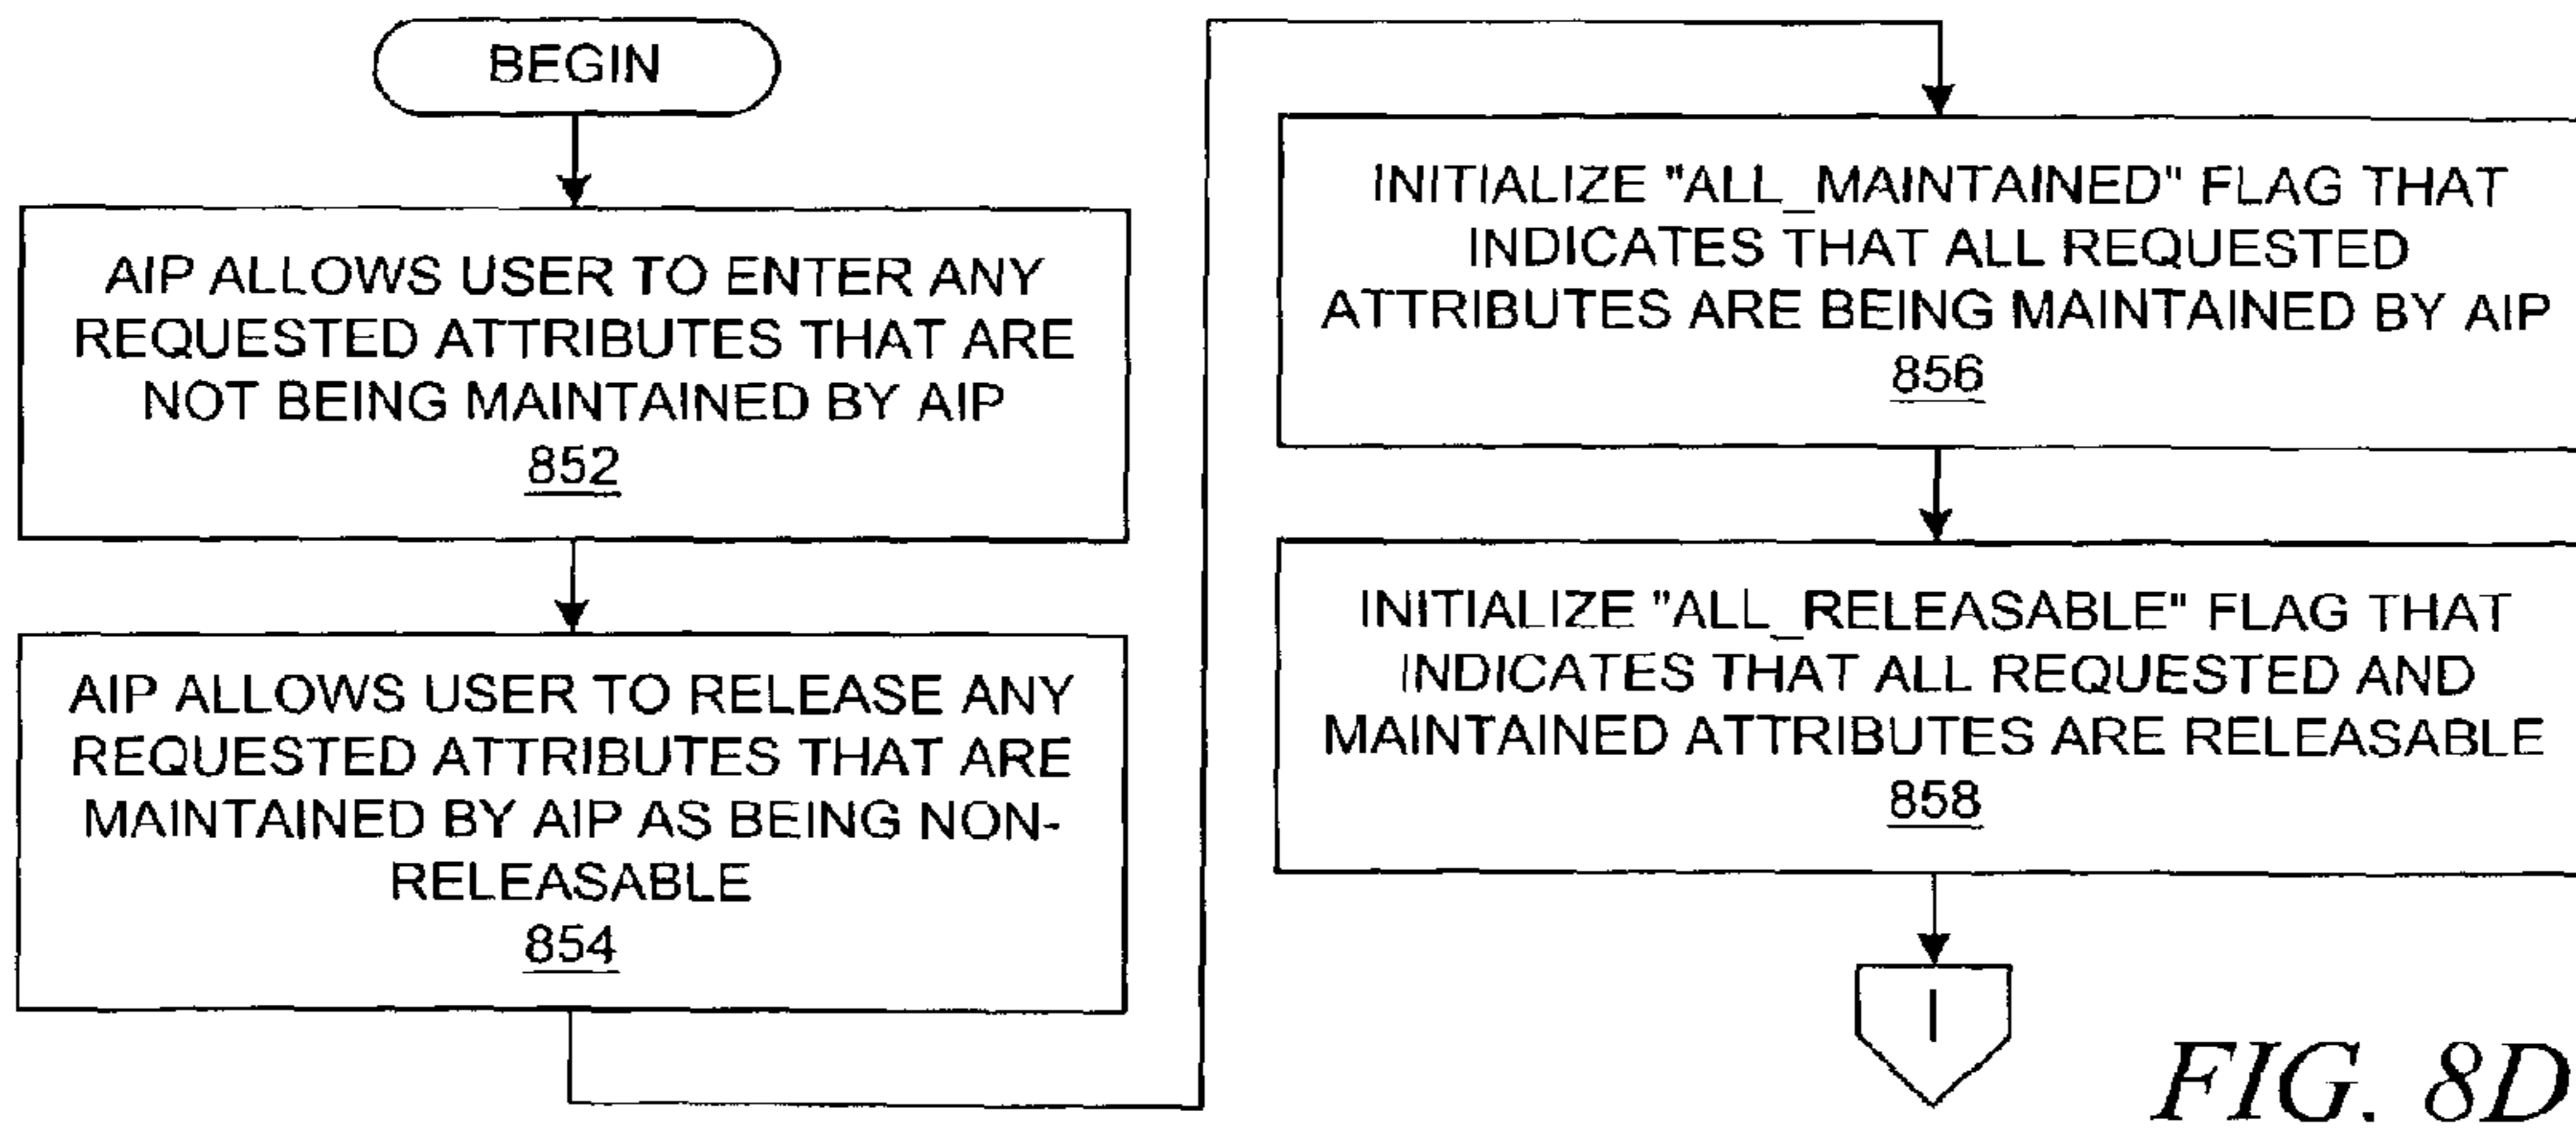 BEGIN
AIP ALLOWS USER TO ENTER ANY
REQUESTED ATTRIBUTES THAT ARE
NOT BEING MAINTAINED BY AIP
852
AIP ALLOWS USER TO RELEASE ANY
REQUESTED ATTRIBUTES THAT ARE
MAINTAINED BY AIP AS BEING NON-
RELEASABLE
854
INITIALIZE "ALL_MAINTAINED" FLAG THAT
INDICATES THAT ALL REQUESTED
ATTRIBUTES ARE BEING MAINTAINED BY AIP
856
INITIALIZE "ALL_RELEASABLE" FLAG THAT
INDICATES THAT ALL REQUESTED AND
MAINTAINED ATTRIBUTES ARE RELEASABLE
858
I
FIG. 8D